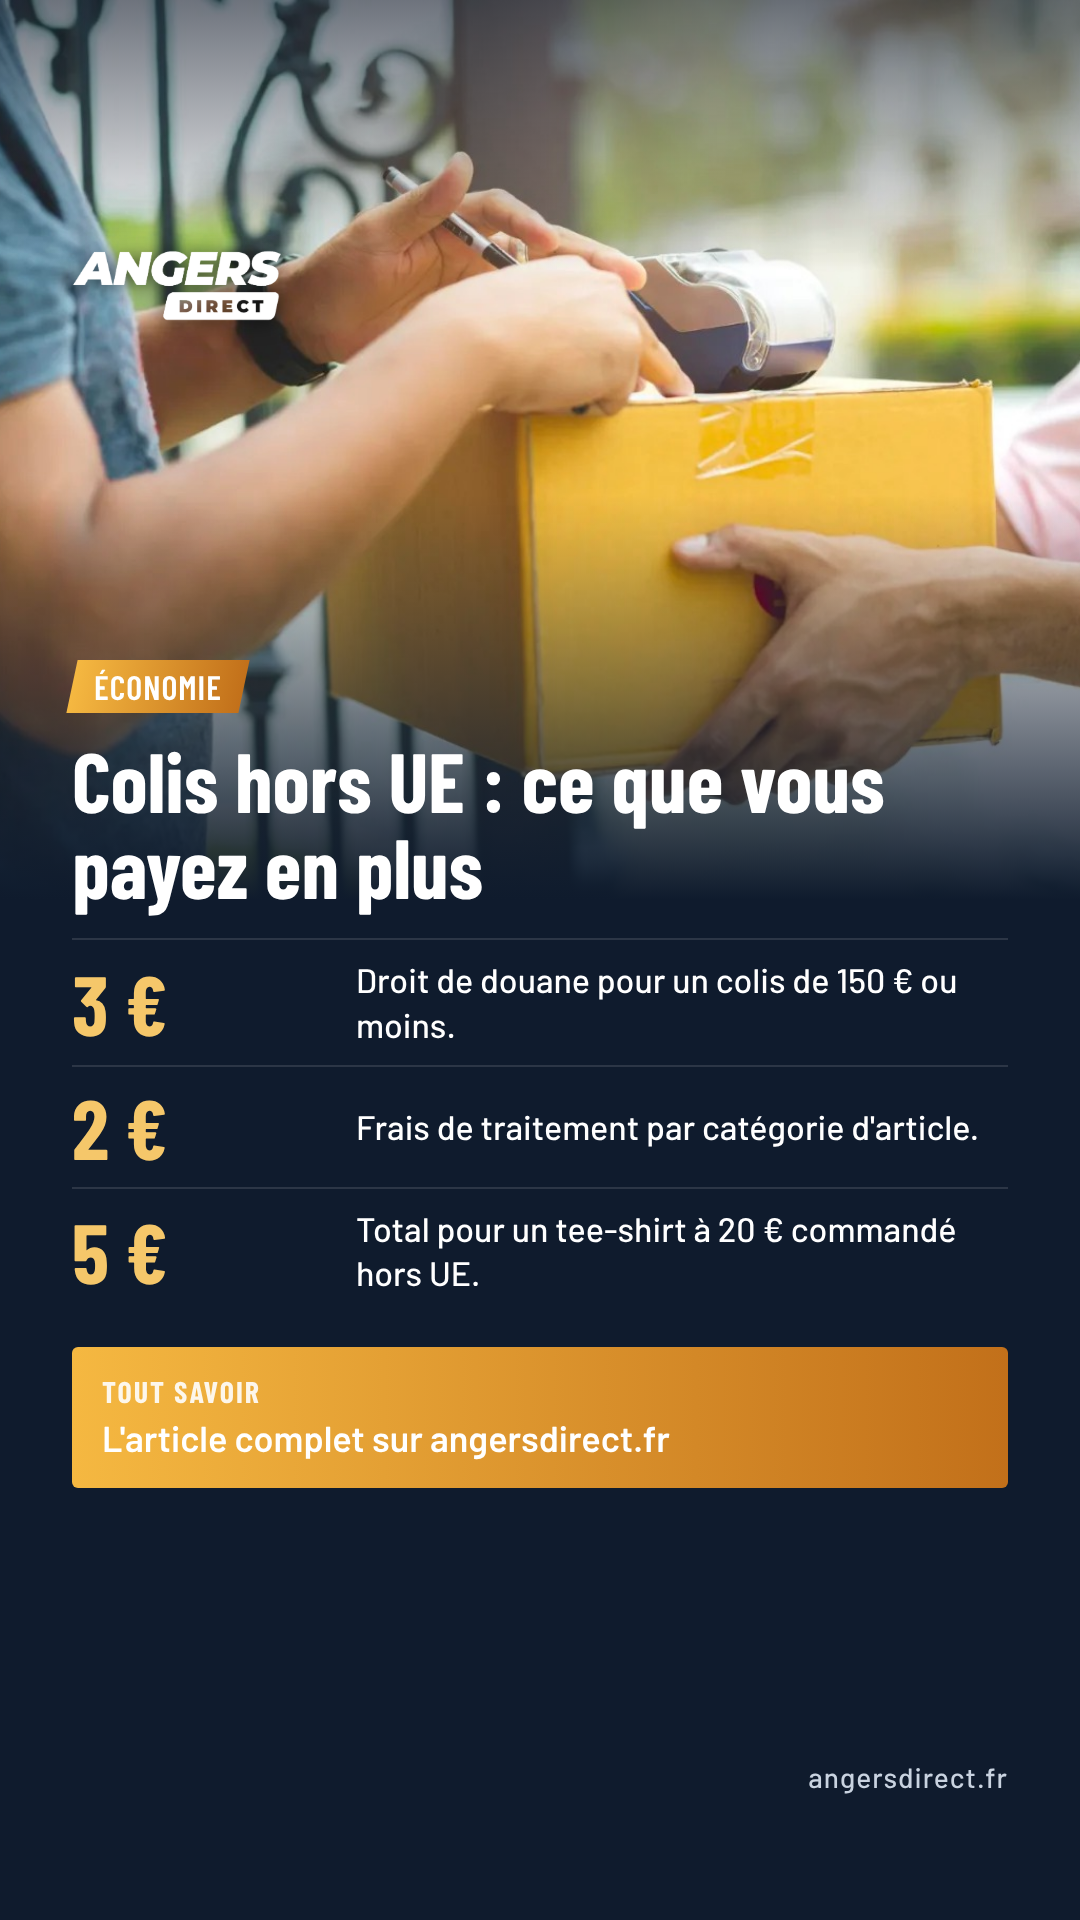 ANGERS
DIRECT
ÉCONOMIE
Colis hors UE : ce que vous
payez en plus
3 €
Droit de douane pour un colis de 150 € ou
moins.
2 €
Frais de traitement par catégorie d'article.
5 €
Total pour un tee-shirt à 20 € commandé
hors UE.
TOUT SAVOIR
L'article complet sur angersdirect.fr
angersdirect.fr